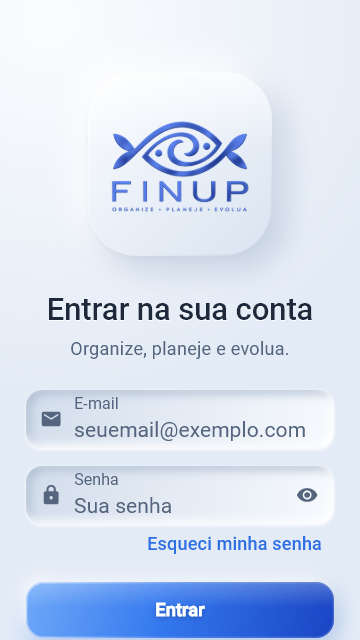 FINUP
ORGANIZE • PLANEJE • EVOLUA
Entrar na sua conta
Organize, planeje e evolua.
E-mail
seuemail@exemplo.com
Senha
Sua senha
Esqueci minha senha
Entrar